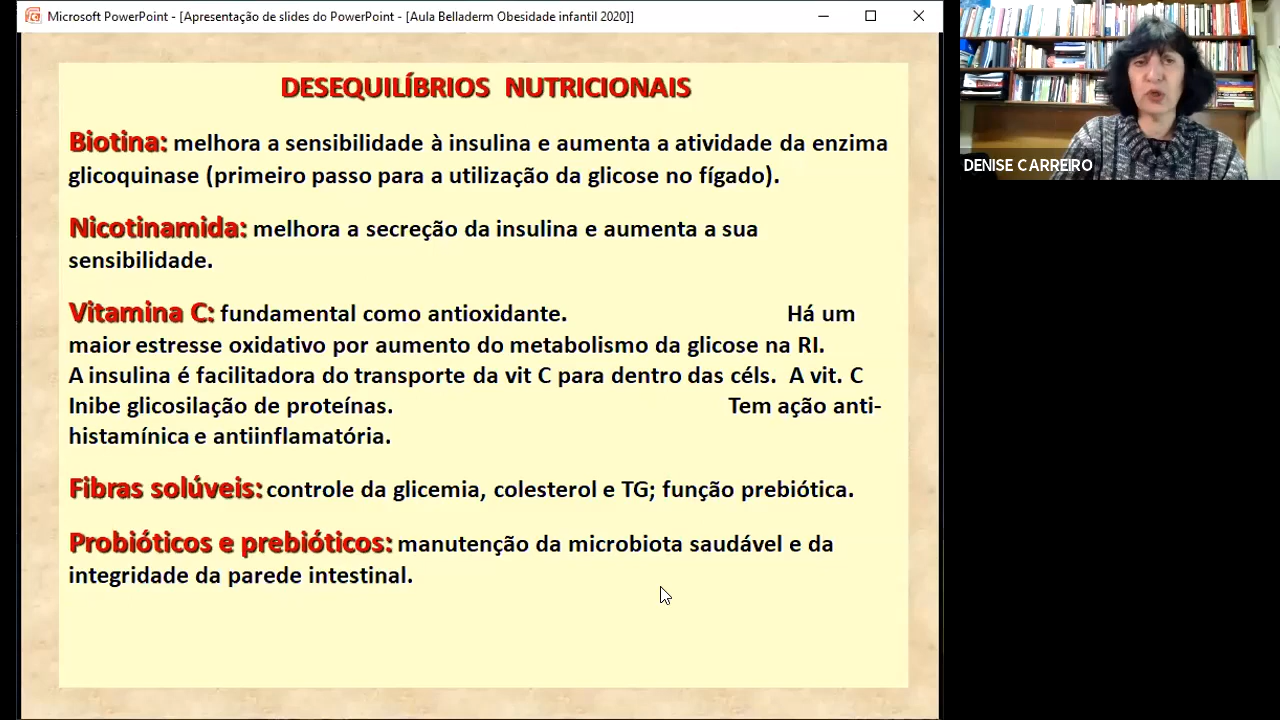 Microsoft PowerPoint - [Apresentação de slides do PowerPoint - [Aula Belladerm Obesidade infantil 2020]]
DESEQUILÍBRIOS NUTRICIONAIS
Biotina: melhora a sensibilidade à insulina e aumenta a atividade da enzima
glicoquinase (primeiro passo para a utilização da glicose no fígado).
Nicotinamida: melhora a secreção da insulina e aumenta a sua
sensibilidade.
Vitamina C: fundamental como antioxidante. Há um
maior estresse oxidativo por aumento do metabolismo da glicose na RI.
A insulina é facilitadora do transporte da vit C para dentro das céls. A vit. C
Inibe glicosilação de proteínas. Tem ação anti-
histamínica e antiinflamatória.
Fibras solúveis: controle da glicemia, colesterol e TG; função prebiótica.
Probióticos e prebióticos: manutenção da microbiota saudável e da
integridade da parede intestinal.
DENISE CARREIRO